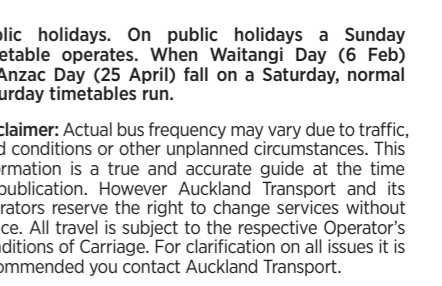 blic holidays. On public holidays a Sunday
etable operates. When Waitangi Day (6 Feb)
Anzac Day (25 April) fall on a Saturday, normal
urday timetables run.
claimer: Actual bus frequency may vary due to traffic,
d conditions or other unplanned circumstances. This
ormation is a true and accurate guide at the time
publication. However Auckland Transport and its
rators reserve the right to change services without
ice. All travel is subject to the respective Operator’s
nditions of Carriage. For clarification on all issues it is
ommended you contact Auckland Transport.